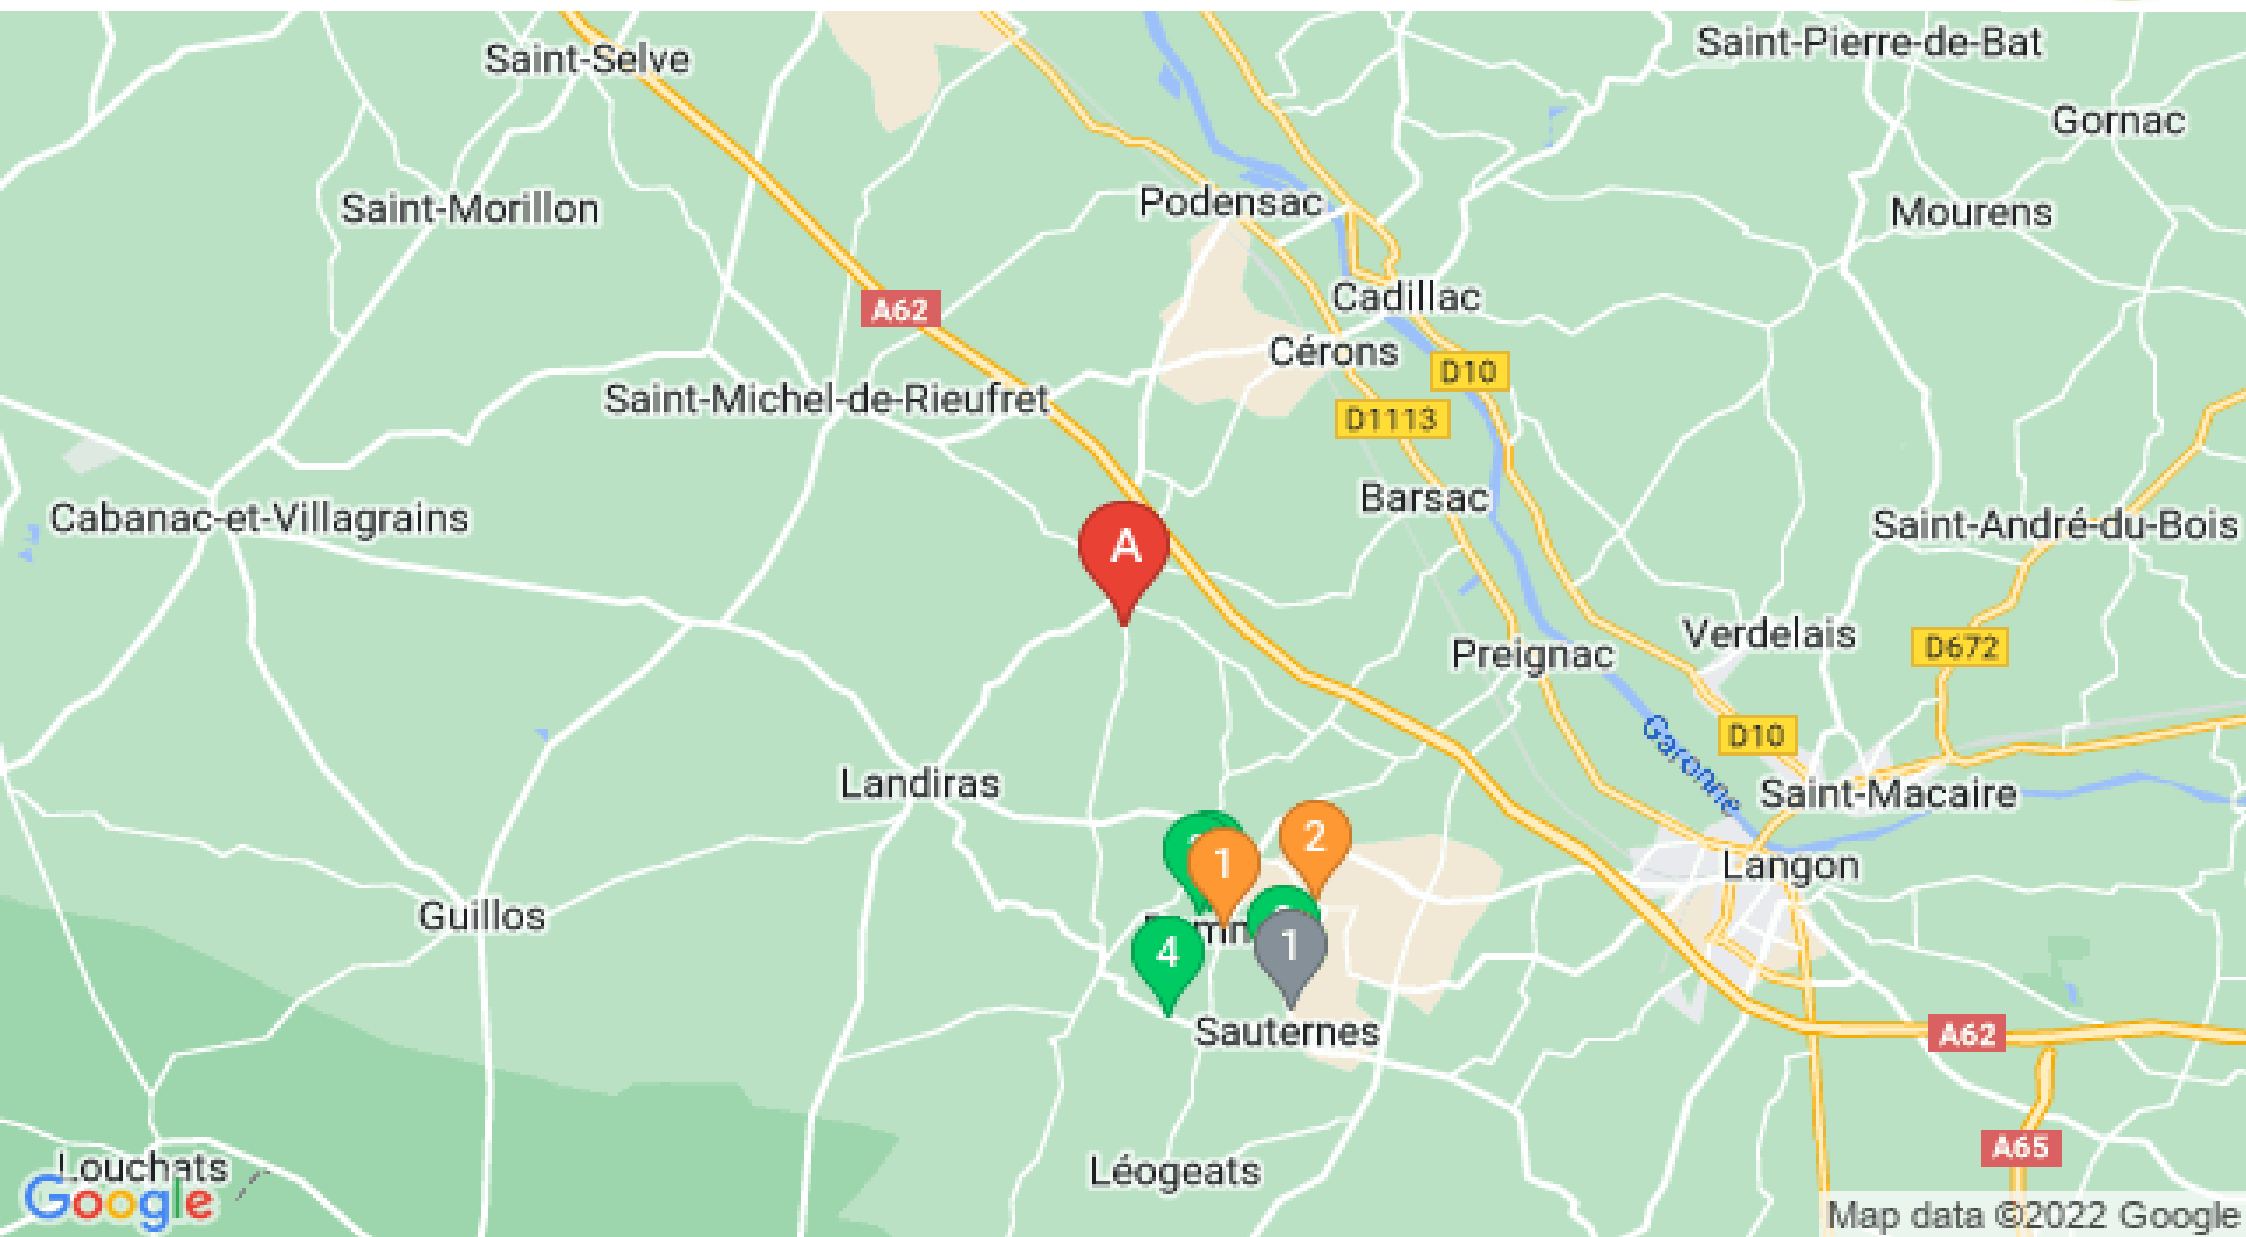 Saint-Selve
Saint-Pierre-de-Bat
Gornac
Saint-Morillon
Podensac
Mourens
A62
Cadillac
Cérons
D10
Saint-Michel-de-Rieufret
D1113
Barsac
Cabanac-et-Villagrains
Saint-André-du-Bois
A
Verdelais
D672
Preignac
D10
Garonne
Landiras
Saint-Macaire
2
1
Langon
Guillos
4
1
Sauternes
A62
A65
Louchats
Léogeats
Google
Map data ©2022 Google